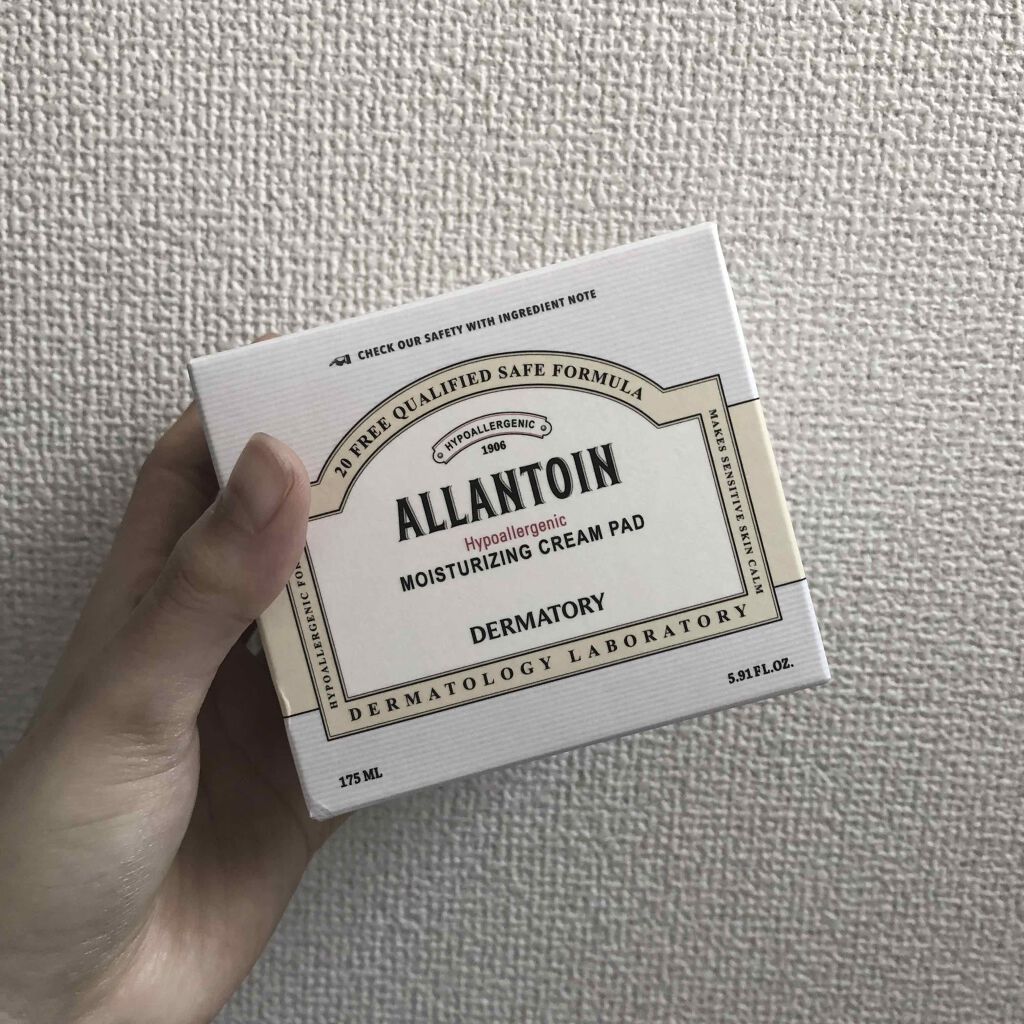 CHECK OUR SAFETY WITH INGREDIENT NOTE
20 FREE QUALIFIED SAFE FORMULA
HYPOALLERGENIC
1906
ALLANTOIN
Hypoallergenic
MOISTURIZING CREAM PAD
DERMATORY
DERMATOLOGY LABORATORY
HYPOALLERGENIC
MAKES SENSITIVE SKIN CALM
175 ML
5.91 FL.OZ.